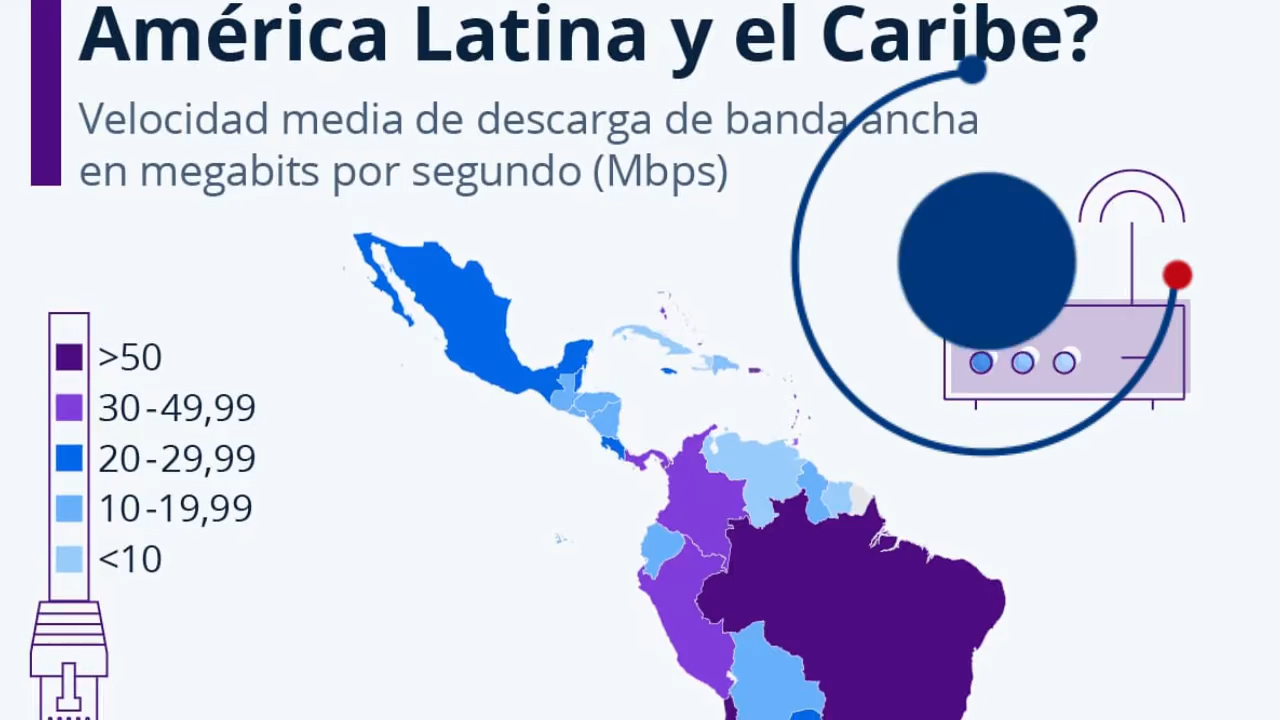 América Latina y el Caribe?
Velocidad media de descarga de banda ancha
en megabits por segundo (Mbps)
>50
30-49,99
20-29,99
10-19,99
<10